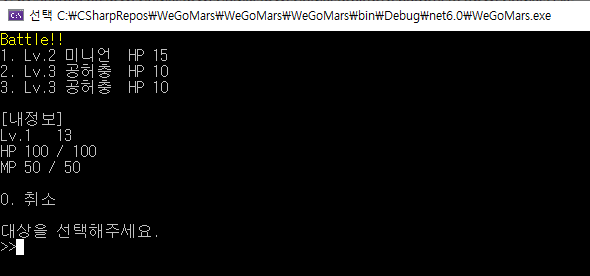 선택 C:\CSharpRepos\WeGoMars\WeGoMars\WeGoMars\bin\Debug\net6.0\WeGoMars.exe
Battle!!
1. Lv.2 미니언 HP 15
2. Lv.3 공허충 HP 10
3. Lv.3 공허충 HP 10
[내정보]
Lv.1 13
HP 100 / 100
MP 50 / 50
0. 취소
대상을 선택해주세요.
>>